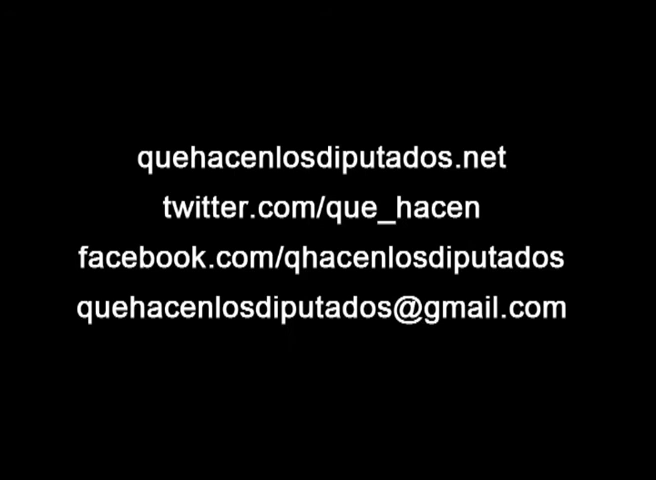 quehacenlosdiputados.net
twitter.com/que_hacen
facebook.com/qhacenlosdiputados
quehacenlosdiputados@gmail.com